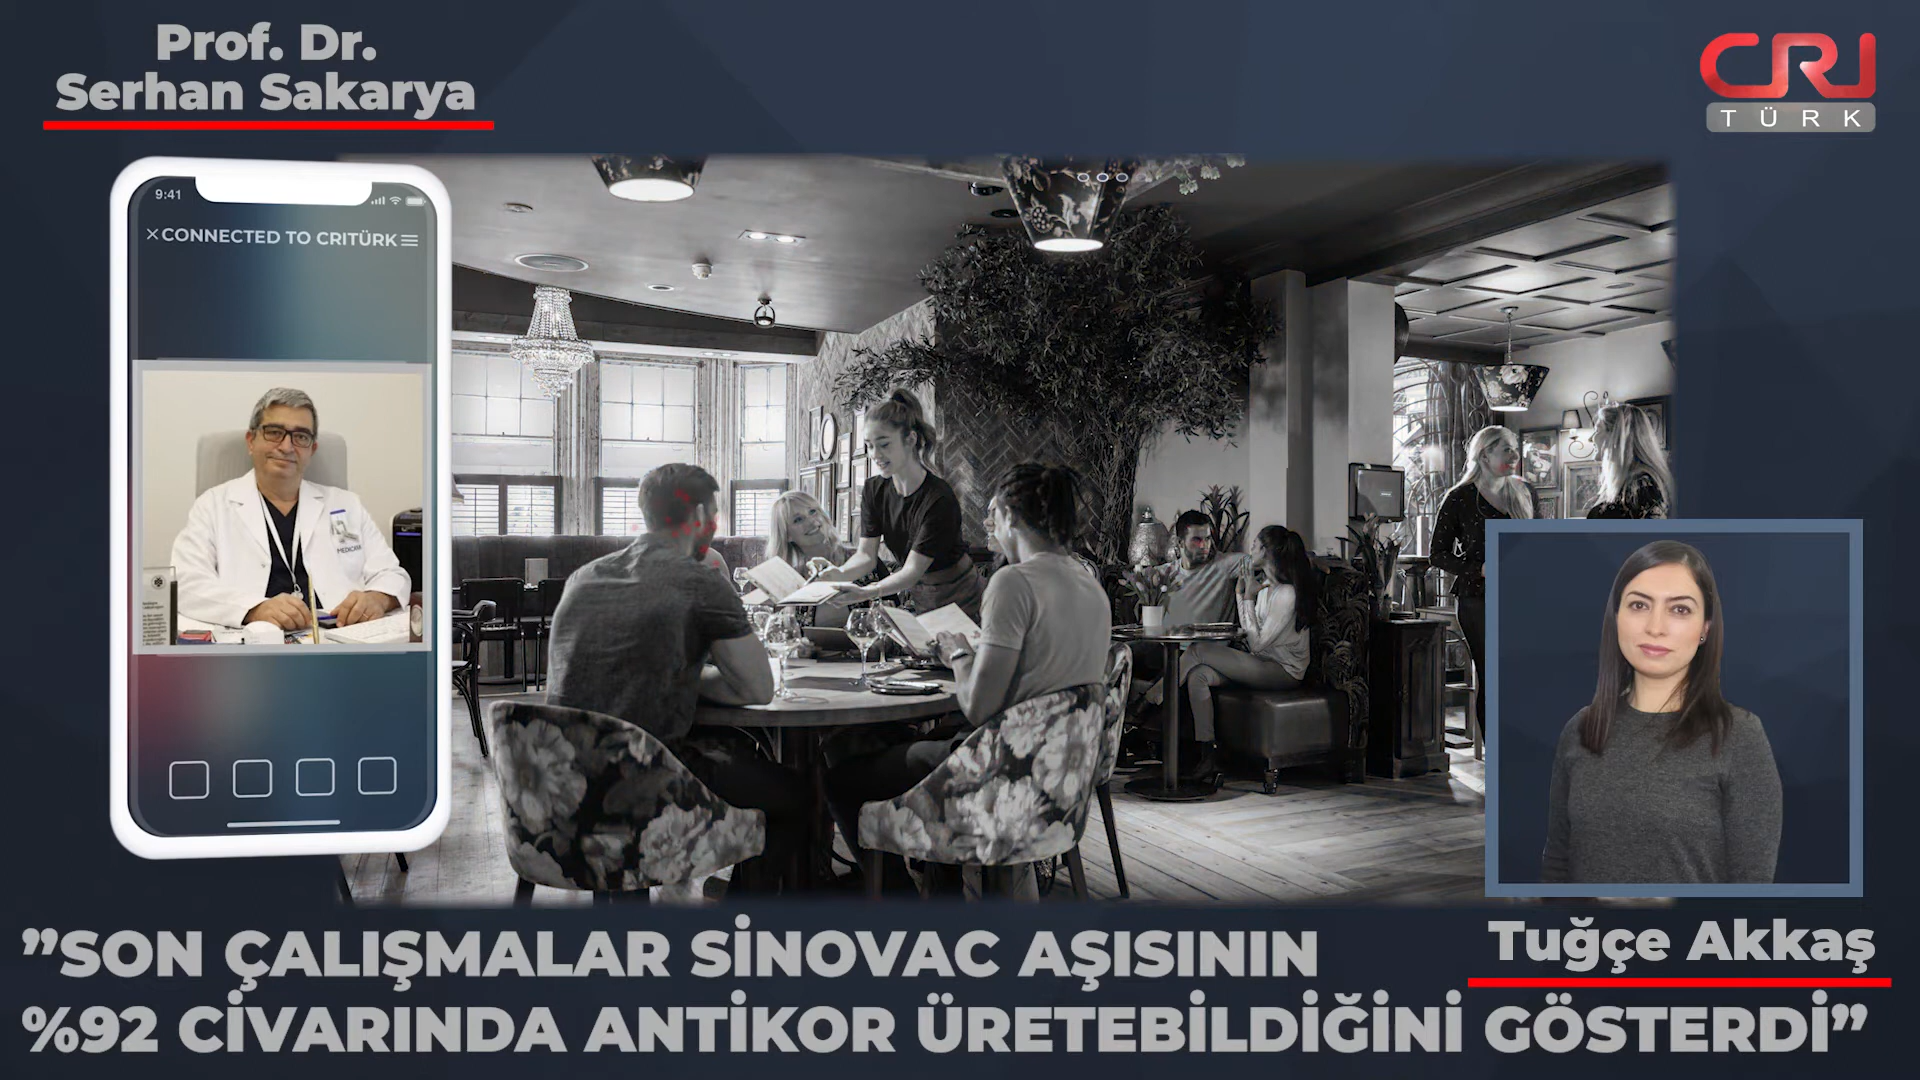 Prof. Dr.
Serhan Sakarya
CRI
TÜRK
9:41
CONNECTED TO CRITÜRK
Tuğçe Akkaş
”SON ÇALIŞMALAR SİNOVAC AŞISININ
%92 CİVARINDA ANTİKOR ÜRETEBİLDİĞİNİ GÖSTERDİ”